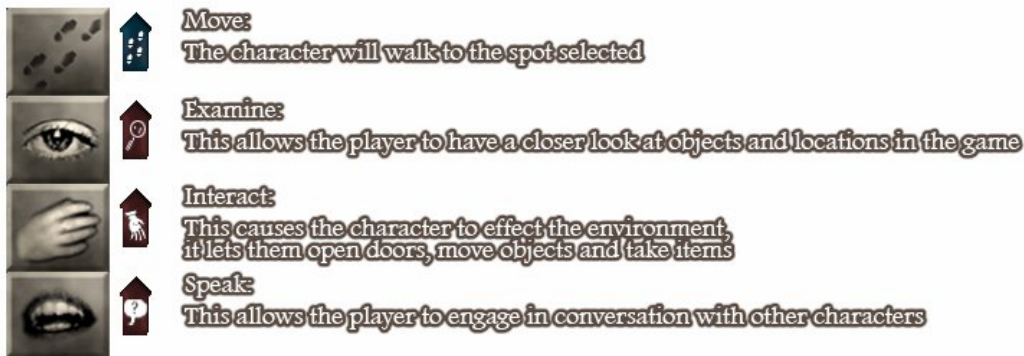 Move:
The character will walk to the spot selected
Examine:
This allows the player to have a closer look at objects and locations in the game
Interact:
This causes the character to effect the environment,
it lets them open doors, move objects and take items
Speak:
This allows the player to engage in conversation with other characters
?